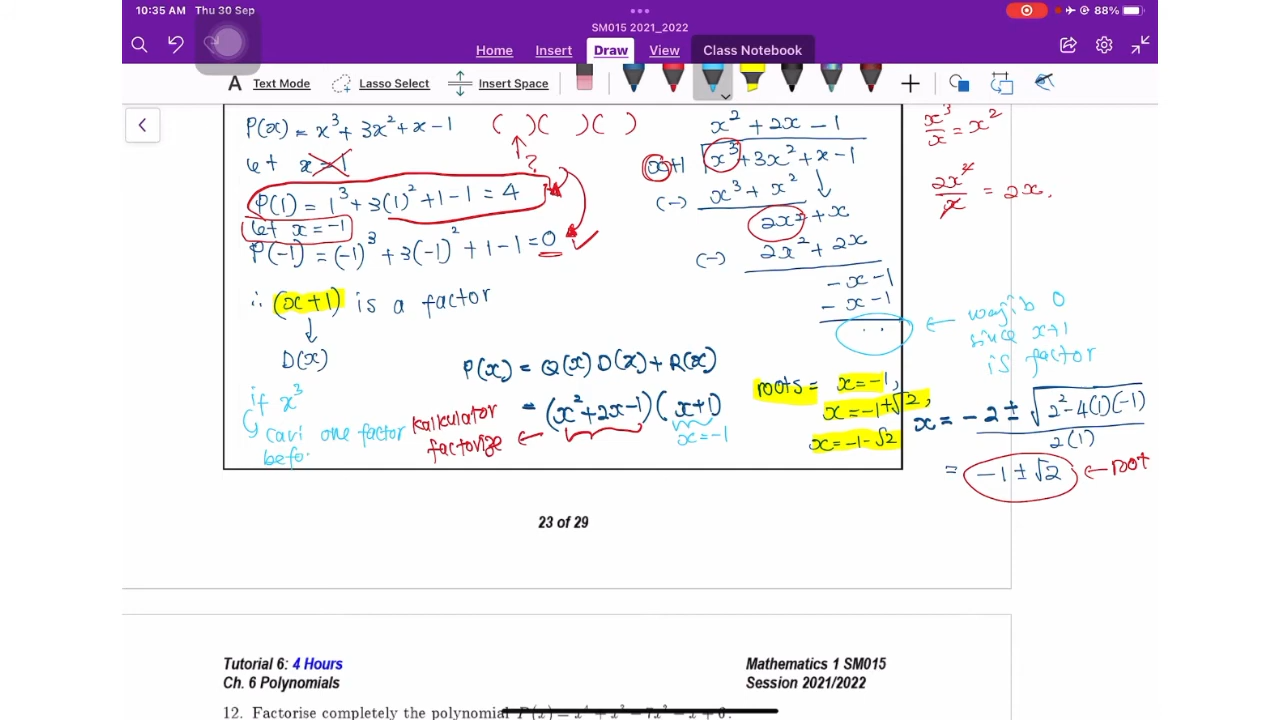 10:35 AM Thu 30 Sep
88%
SM015 2021_2022
Home Insert Draw View Class Notebook
Text Mode Lasso Select Insert Space
P(x) = x³ + 3x² + x - 1 ( )( )( )
?
let x = 1
P(1) = 1³ + 3(1)² + 1 - 1 = 4
let x = -1
P(-1) = (-1)³ + 3(-1)² + 1 - 1 = 0
∴ (x+1) is a factor
D(x)
if x³
cari one factor
befo
x² + 2x - 1
x+1 x³ + 3x² + x - 1
(-) x³ + x²
2x² + x
(-) 2x² + 2x
- x - 1
- x - 1
. .
x³/x = x²
2x²/x = 2x,
← wajib 0
since x+1
is factor
P(x) = Q(x) D(x) + R(x)
= (x² + 2x - 1)(x+1)
x = -1
kalkulator
factorize ←
roots = x = -1,
x = -1 + √2,
x = -1 - √2
x = -2 ± √2² - 4(1)(-1)
2(1)
= -1 ± √2 ← root
23 of 29
Tutorial 6: 4 Hours Mathematics 1 SM015
Ch. 6 Polynomials Session 2021/2022
12. Factorise completely the polynomial P(x) = x⁴ + x³ - 7x² - x + 6.